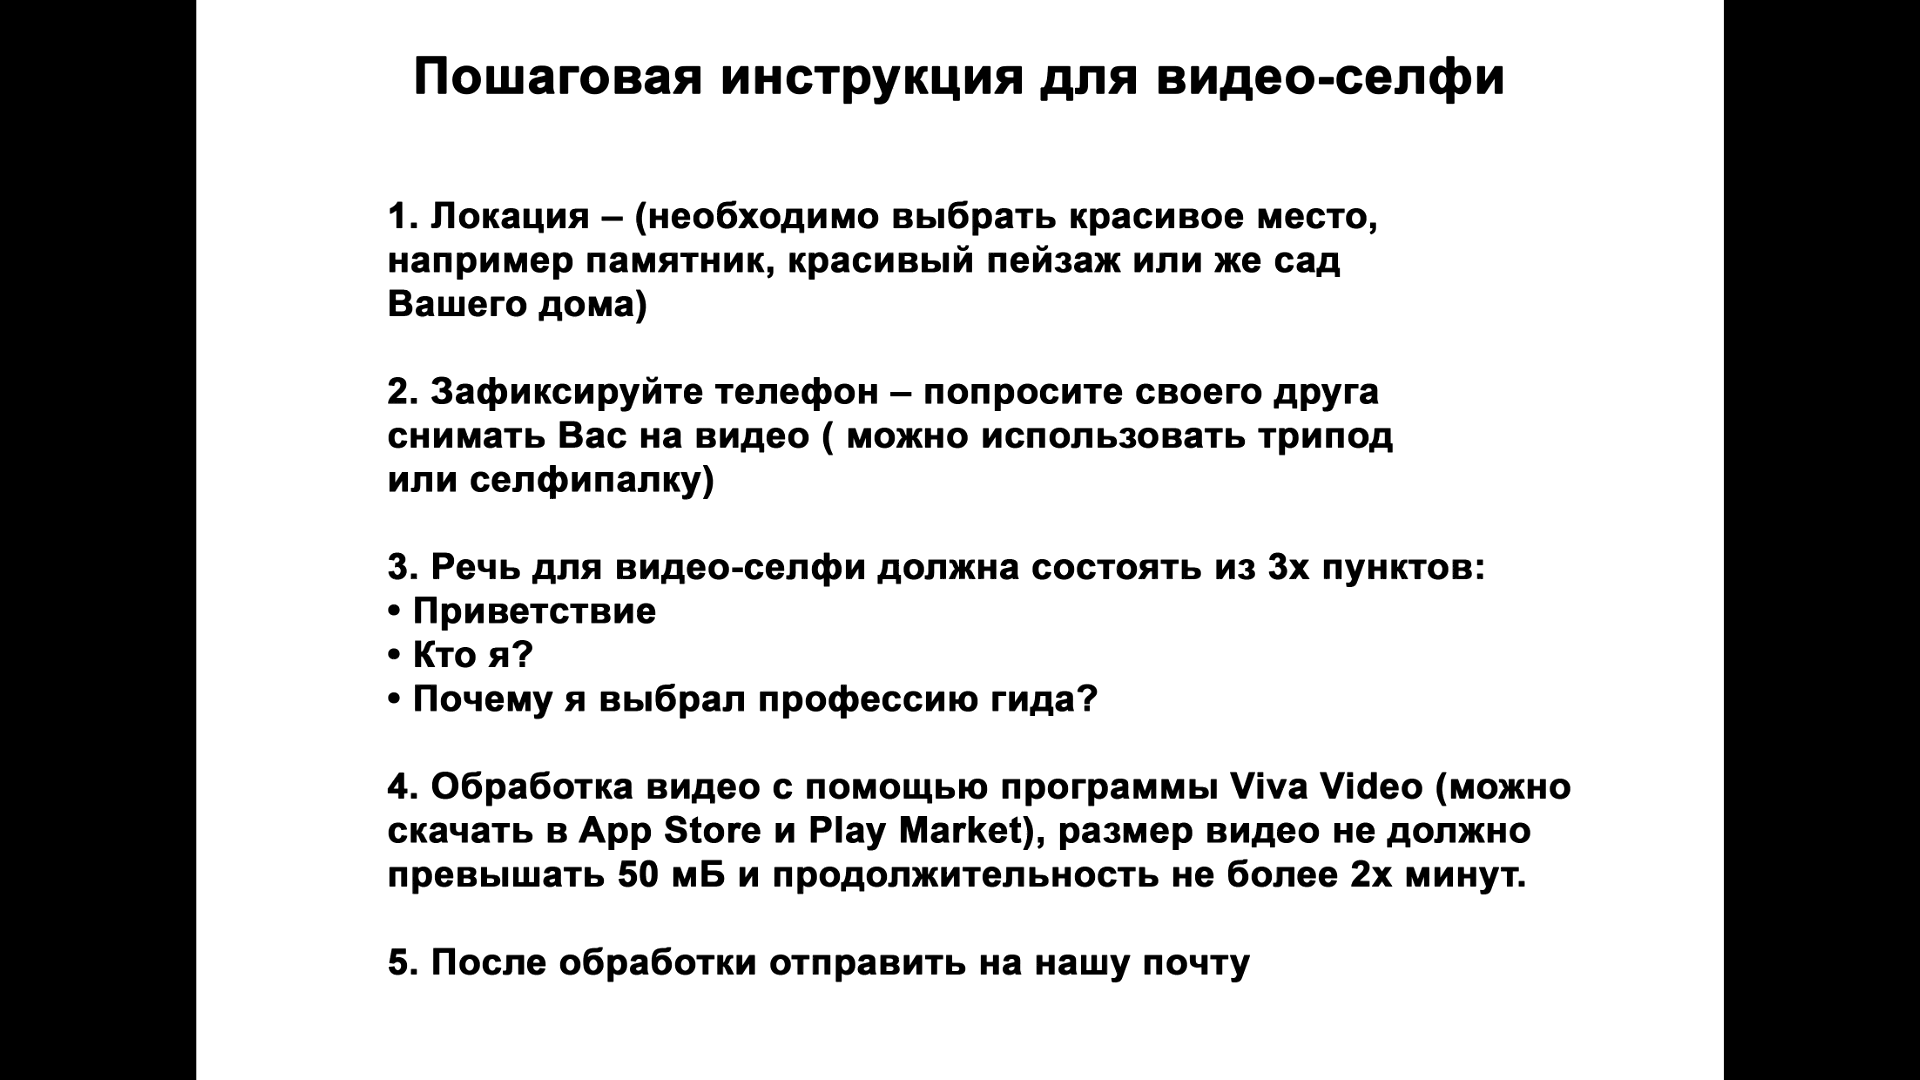 Пошаговая инструкция для видео-селфи
1. Локация – (необходимо выбрать красивое место,
например памятник, красивый пейзаж или же сад
Вашего дома)
2. Зафиксируйте телефон – попросите своего друга
снимать Вас на видео ( можно использовать трипод
или селфипалку)
3. Речь для видео-селфи должна состоять из 3х пунктов:
• Приветствие
• Кто я?
• Почему я выбрал профессию гида?
4. Обработка видео с помощью программы Viva Video (можно
скачать в App Store и Play Market), размер видео не должно
превышать 50 мБ и продолжительность не более 2х минут.
5. После обработки отправить на нашу почту